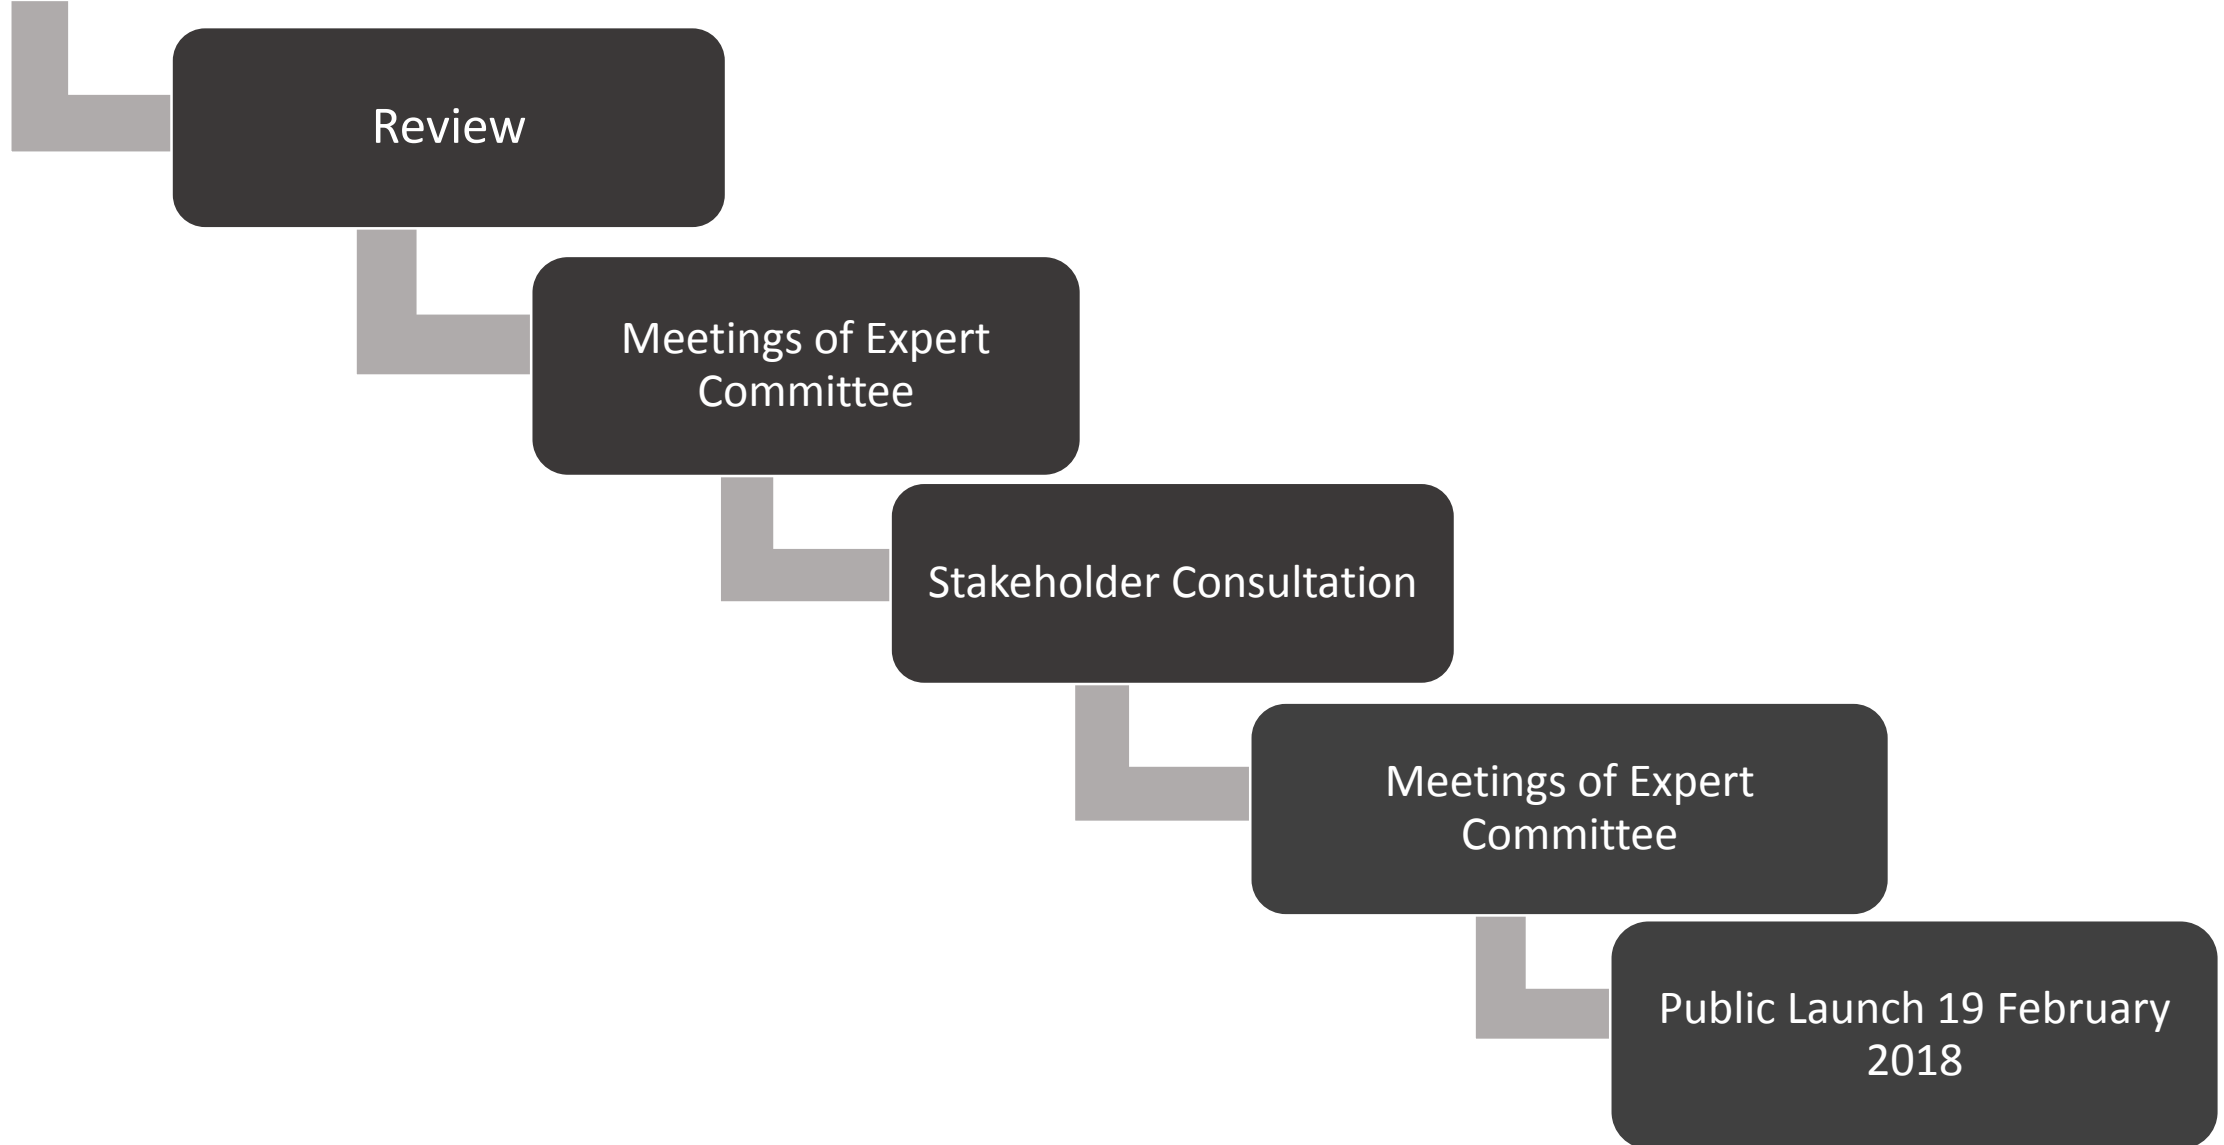 Review
Meetings of Expert
Committee
Stakeholder Consultation
Meetings of Expert
Committee
Public Launch 19 February
2018